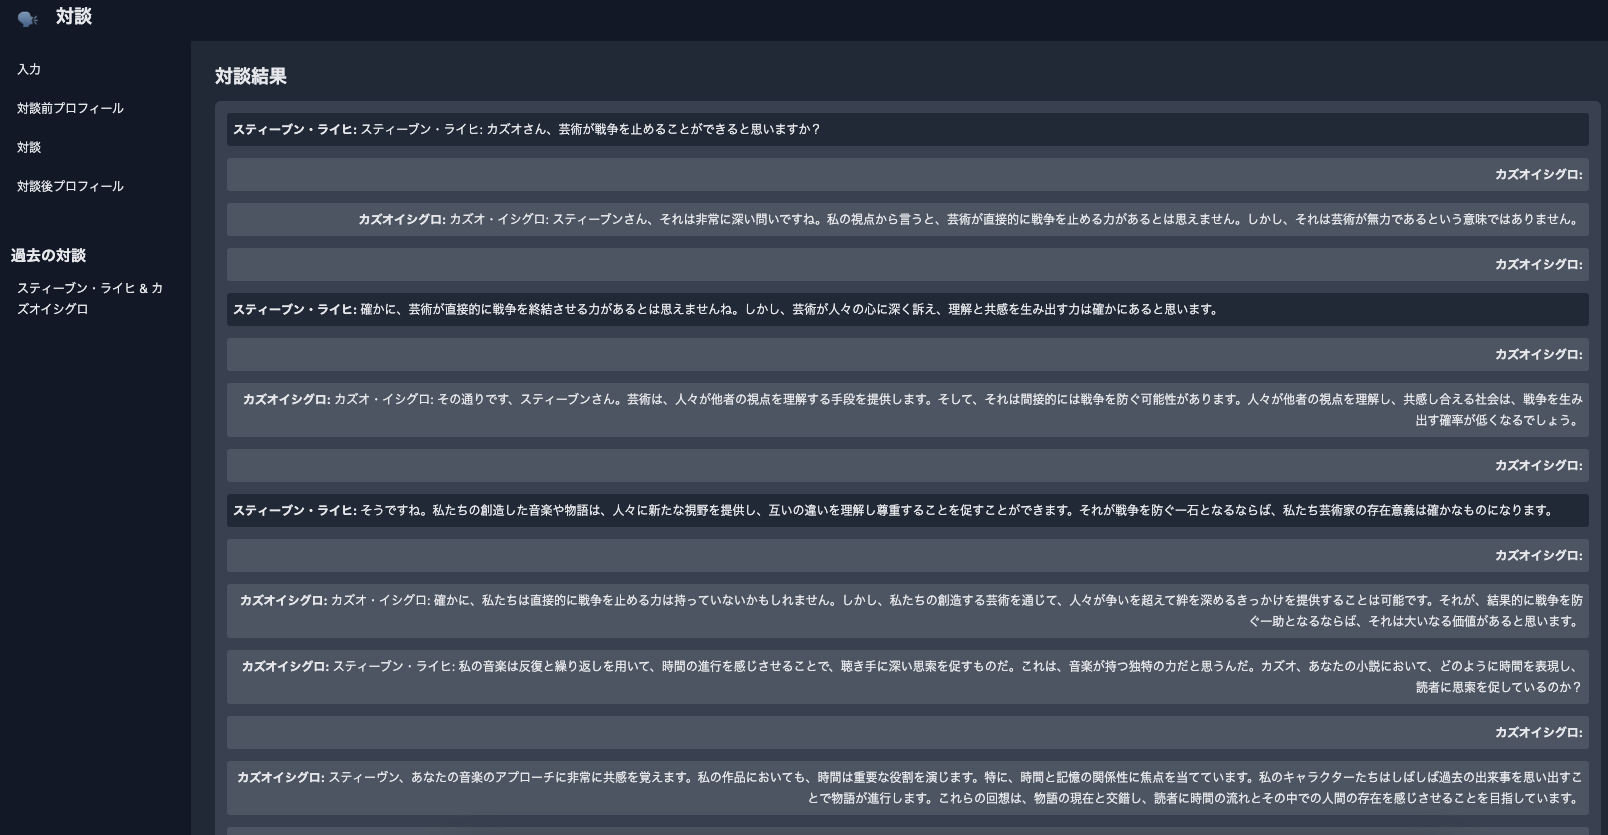 対談
入力
対談前プロフィール
対談
対談後プロフィール
過去の対談
スティーブン・ライヒ & カ
ズオイシグロ
対談結果
スティーブン・ライヒ: スティーブン・ライヒ: カズオさん、芸術が戦争を止めることができると思いますか？
カズオイシグロ:
カズオイシグロ: カズオ・イシグロ: スティーブンさん、それは非常に深い問いですね。私の視点から言うと、芸術が直接的に戦争を止める力があるとは思えません。しかし、それは芸術が無力であるという意味ではありません。
カズオイシグロ:
スティーブン・ライヒ: 確かに、芸術が直接的に戦争を終結させる力があるとは思えませんね。しかし、芸術が人々の心に深く訴え、理解と共感を生み出す力は確かにあると思います。
カズオイシグロ:
カズオイシグロ: カズオ・イシグロ: その通りです、スティーブンさん。芸術は、人々が他者の視点を理解する手段を提供します。そして、それは間接的には戦争を防ぐ可能性があります。人々が他者の視点を理解し、共感し合える社会は、戦争を生み
出す確率が低くなるでしょう。
カズオイシグロ:
スティーブン・ライヒ: そうですね。私たちの創造した音楽や物語は、人々に新たな視野を提供し、互いの違いを理解し尊重することを促すことができます。それが戦争を防ぐ一石となるならば、私たち芸術家の存在意義は確かなものになります。
カズオイシグロ:
カズオイシグロ: カズオ・イシグロ: 確かに、私たちは直接的に戦争を止める力は持っていないかもしれません。しかし、私たちの創造する芸術を通じて、人々が争いを超えて絆を深めるきっかけを提供することは可能です。それが、結果的に戦争を防
ぐ一助となるならば、それは大いなる価値があると思います。
カズオイシグロ: スティーブン・ライヒ: 私の音楽は反復と繰り返しを用いて、時間の進行を感じさせることで、聴き手に深い思索を促すものだ。これは、音楽が持つ独特の力だと思うんだ。カズオ、あなたの小説において、どのように時間を表現し、
読者に思索を促しているのか？
カズオイシグロ:
カズオイシグロ: スティーヴン、あなたの音楽のアプローチに非常に共感を覚えます。私の作品においても、時間は重要な役割を演じます。特に、時間と記憶の関係性に焦点を当てています。私のキャラクターたちはしばしば過去の出来事を思い出すこ
とで物語が進行します。これらの回想は、物語の現在と交錯し、読者に時間の流れとその中での人間の存在を感じさせることを目指しています。